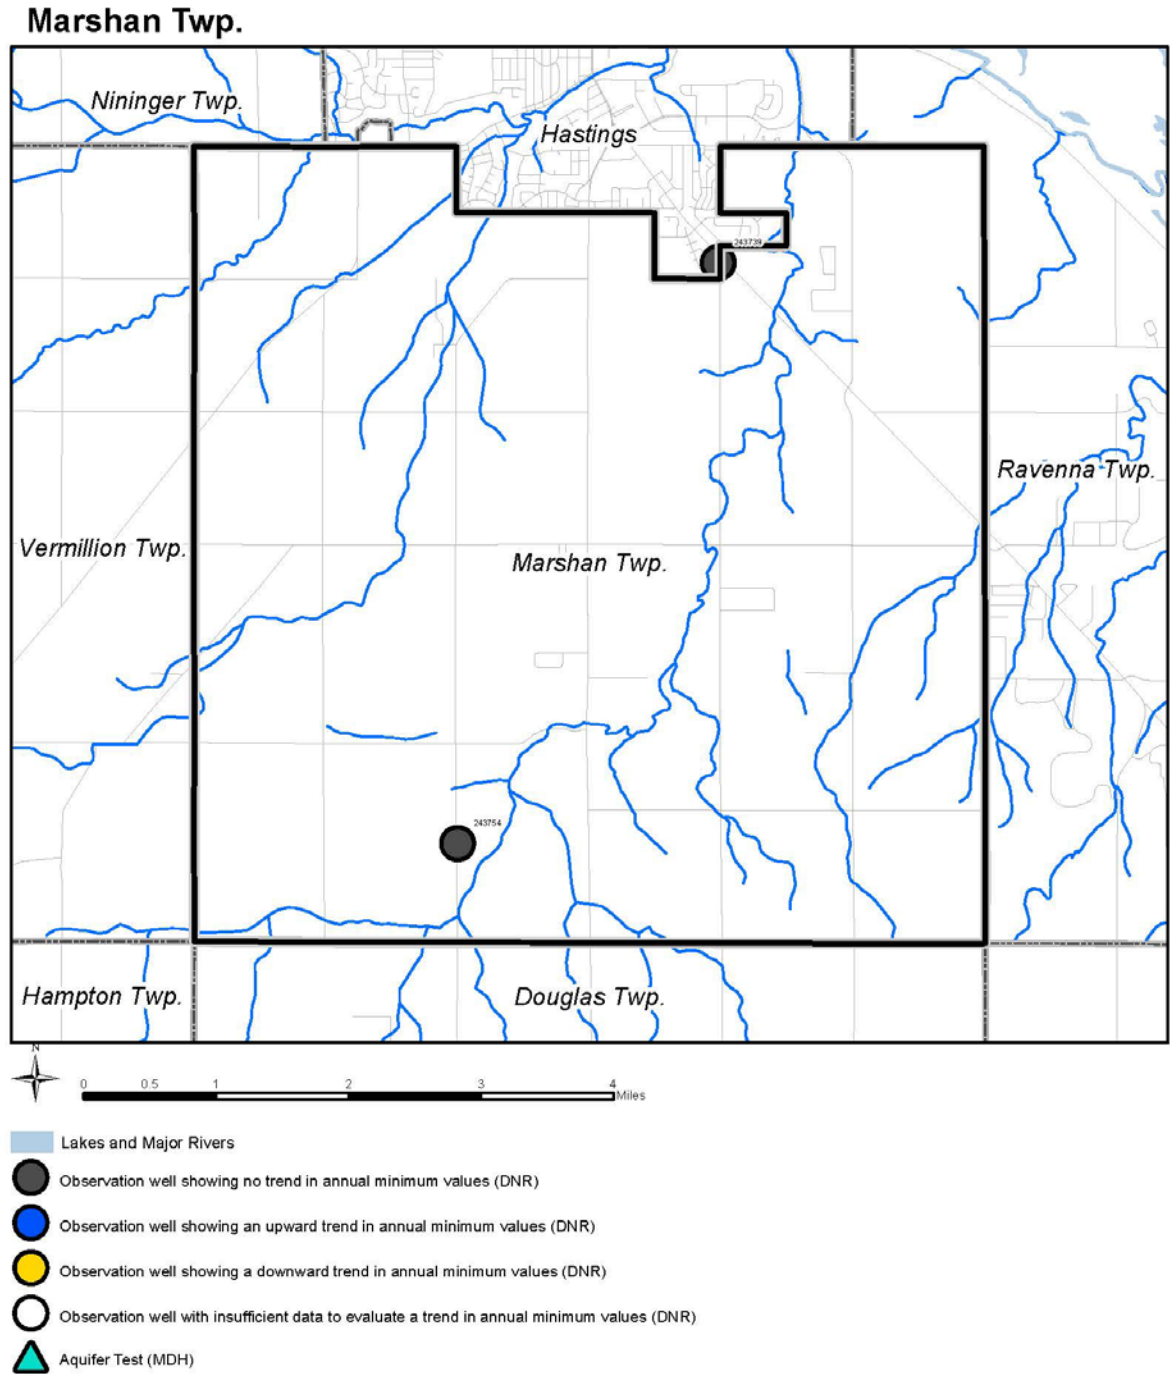 Marshan Twp.
Nininger Twp.
Hastings
243739
Ravenna Twp.
Vermillion Twp.
Marshan Twp.
243754
Hampton Twp.
Douglas Twp.
N
0 0.5 1 2 3 4
Miles
Lakes and Major Rivers
Observation well showing no trend in annual minimum values (DNR)
Observation well showing an upward trend in annual minimum values (DNR)
Observation well showing a downward trend in annual minimum values (DNR)
Observation well with insufficient data to evaluate a trend in annual minimum values (DNR)
Aquifer Test (MDH)